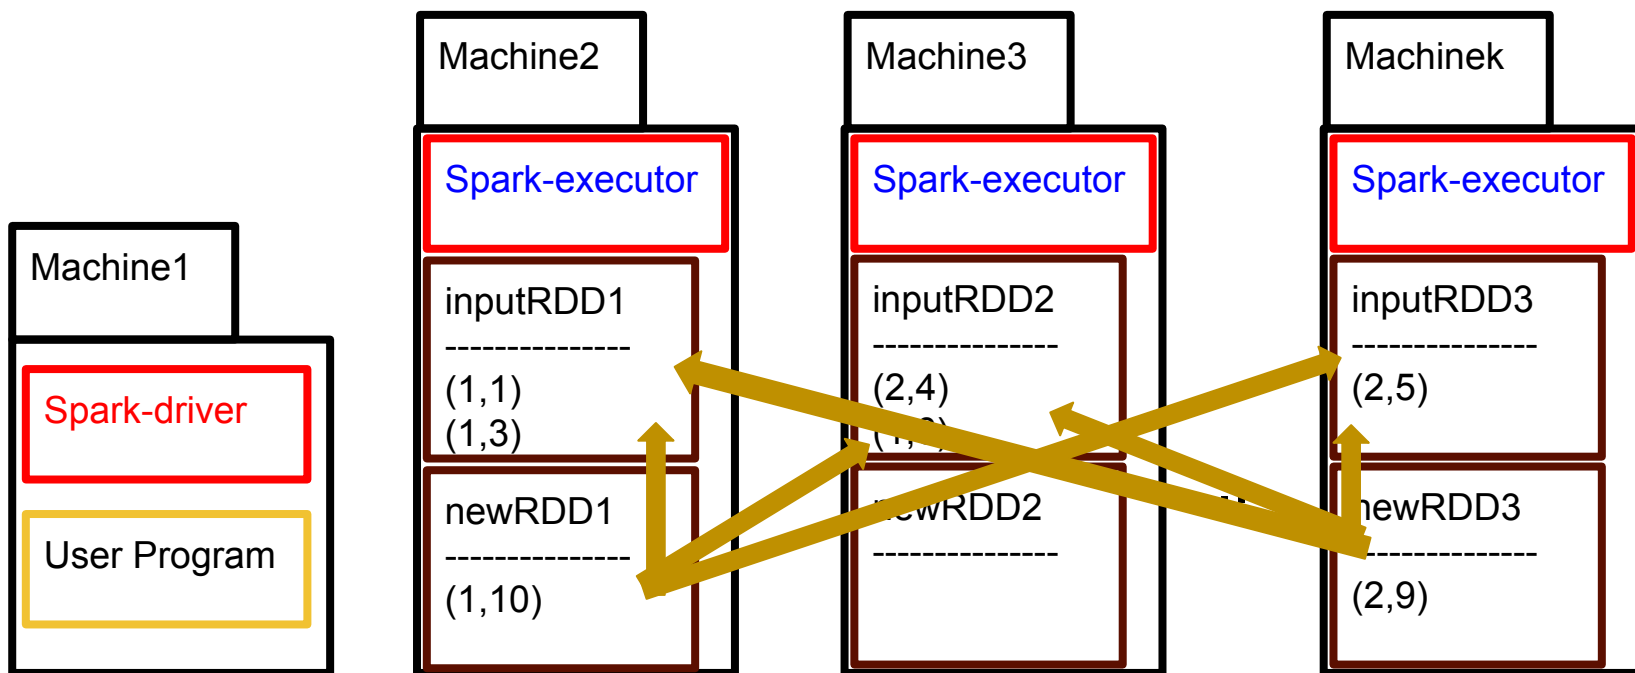 Machine1
Spark-driver
User Program
Machine2
Spark-executor
inputRDD1
---------------
(1,1)
(1,3)
newRDD1
---------------
(1,10)
Machine3
Spark-executor
inputRDD2
---------------
(2,4)
newRDD2
---------------
Machinek
Spark-executor
inputRDD3
---------------
(2,5)
newRDD3
---------------
(2,9)